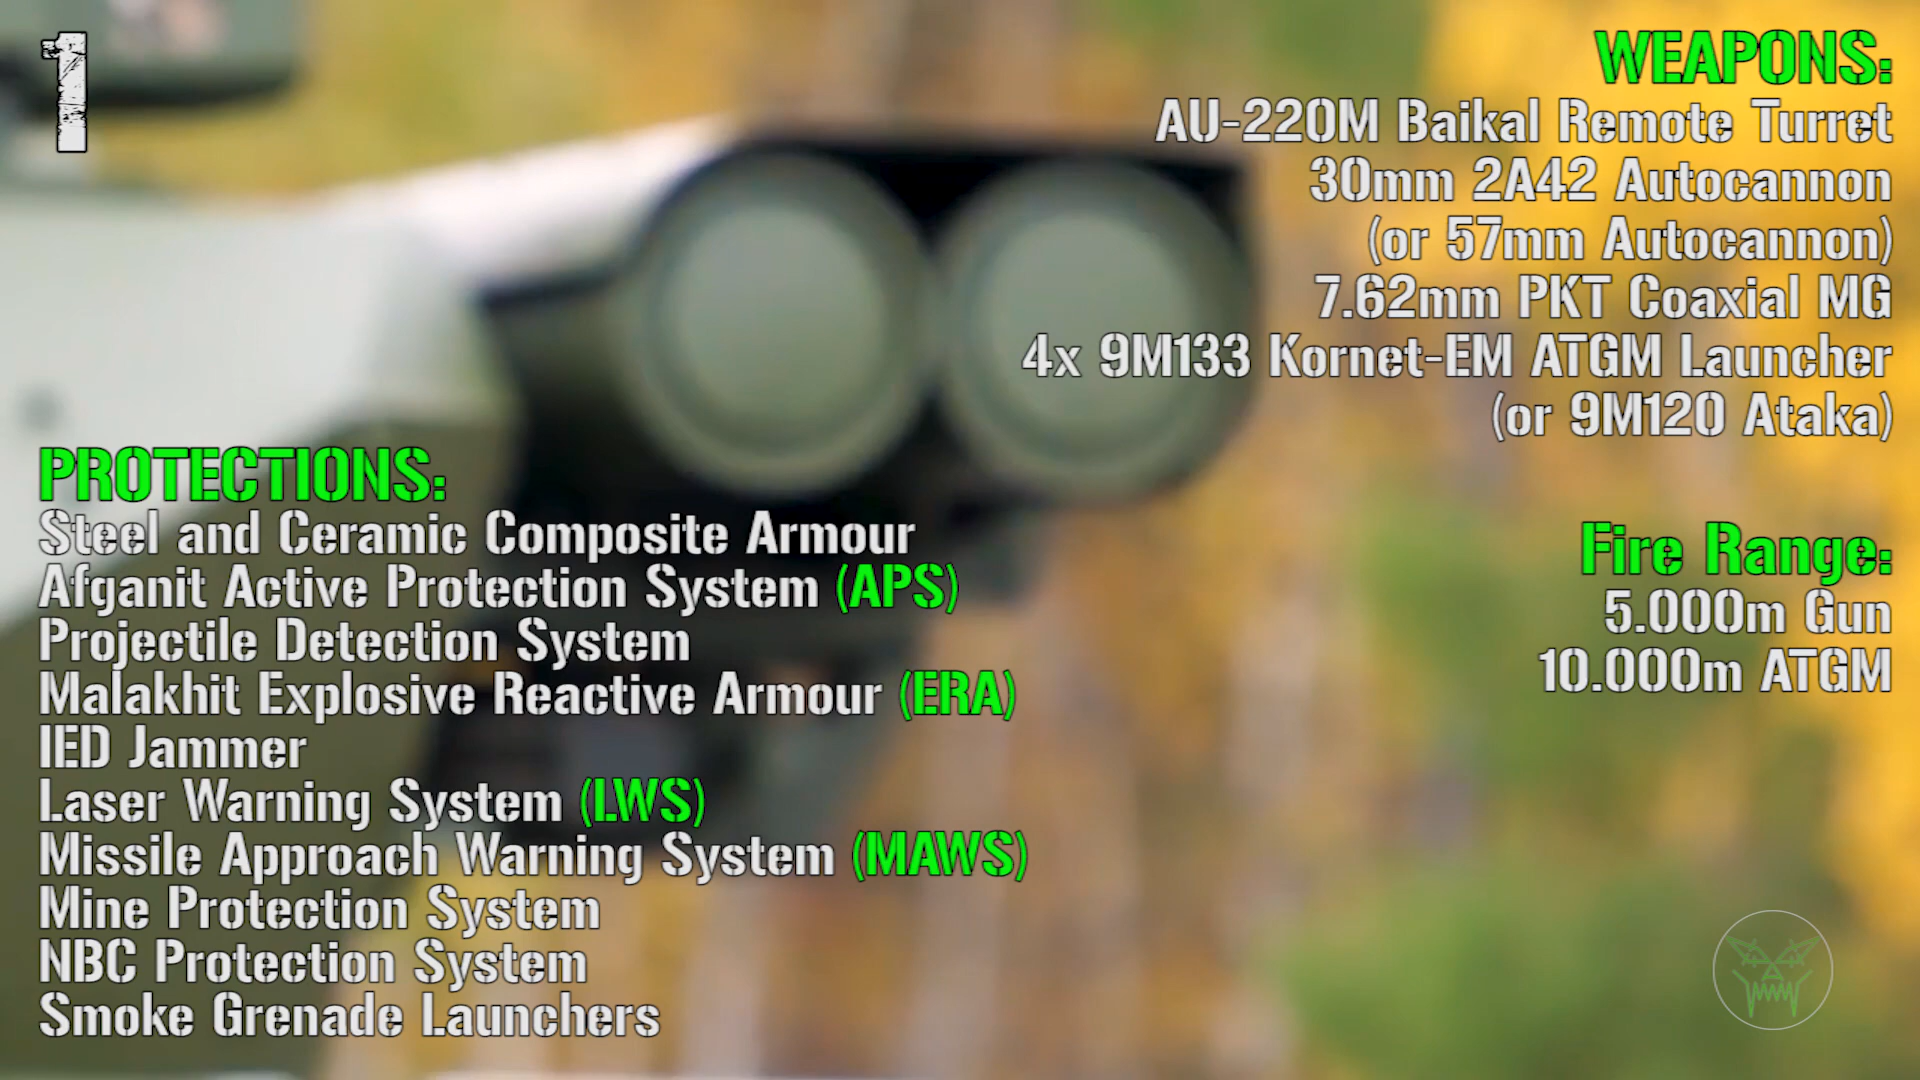 1
WEAPONS:
AU-220M Baikal Remote Turret
30mm 2A42 Autocannon
(or 57mm Autocannon)
7.62mm PKT Coaxial MG
4x 9M133 Kornet-EM ATGM Launcher
(or 9M120 Ataka)
Fire Range:
5.000m Gun
10.000m ATGM
PROTECTIONS:
Steel and Ceramic Composite Armour
Afganit Active Protection System (APS)
Projectile Detection System
Malakhit Explosive Reactive Armour (ERA)
IED Jammer
Laser Warning System (LWS)
Missile Approach Warning System (MAWS)
Mine Protection System
NBC Protection System
Smoke Grenade Launchers